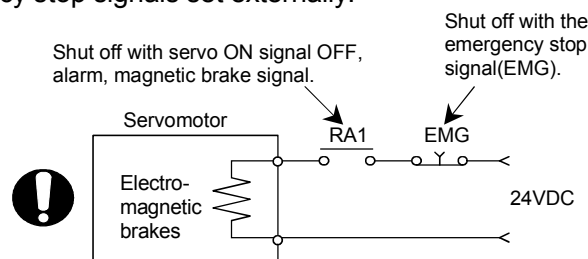 cy stop signals set externally.
Shut off with the
emergency stop
signal(EMG).
Shut off with servo ON signal OFF,
alarm, magnetic brake signal.
Servomotor
RA1
EMG
Electro-
magnetic
brakes
24VDC